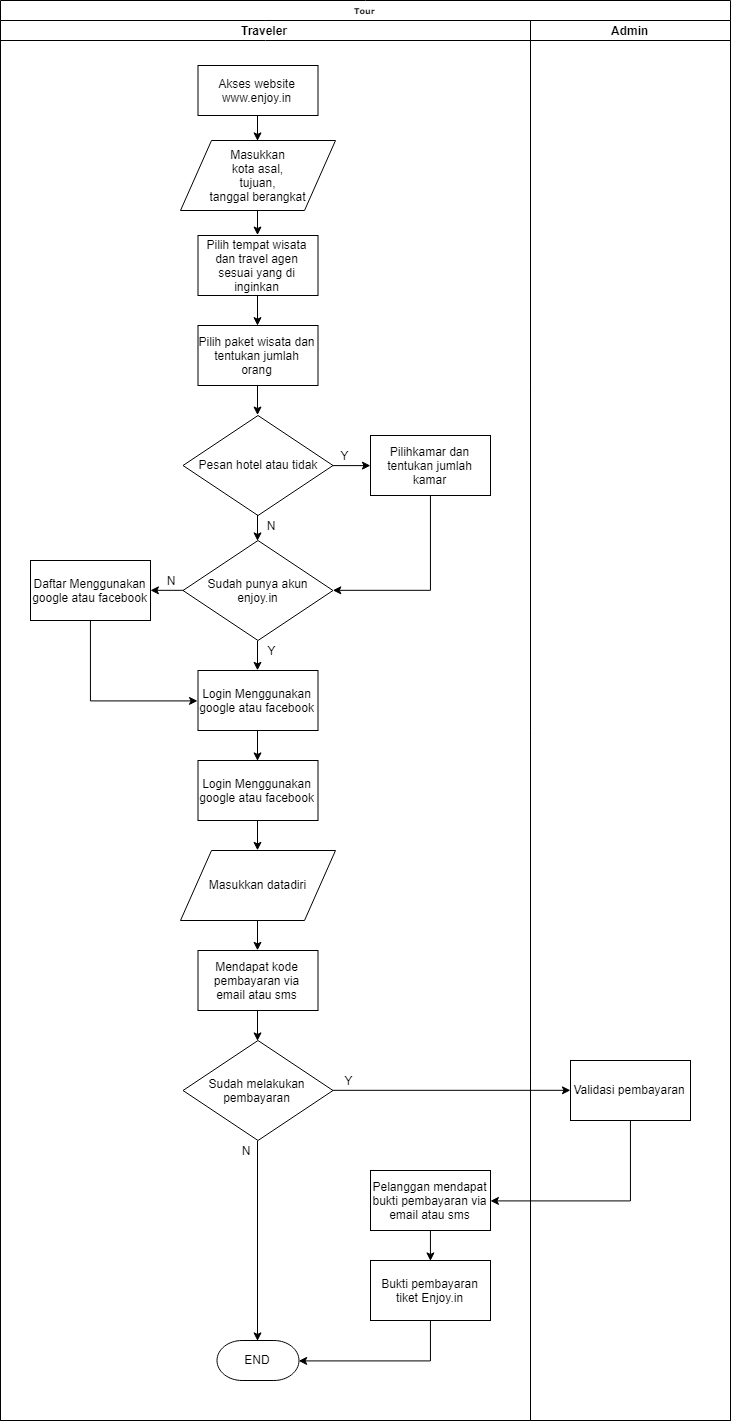 Tour
Traveler
Admin
Akses website
www.enjoy.in
Masukkan
kota asal,
tujuan,
tanggal berangkat
Pilih tempat wisata
dan travel agen
sesuai yang di
inginkan
Pilih paket wisata dan
tentukan jumlah
orang
Pesan hotel atau tidak
Y
Pilihkamar dan
tentukan jumlah
kamar
N
Sudah punya akun
enjoy.in
N
Daftar Menggunakan
google atau facebook
Y
Login Menggunakan
google atau facebook
Login Menggunakan
google atau facebook
Masukkan datadiri
Mendapat kode
pembayaran via
email atau sms
Sudah melakukan
pembayaran
Y
Validasi pembayaran
N
Pelanggan mendapat
bukti pembayaran via
email atau sms
Bukti pembayaran
tiket Enjoy.in
END